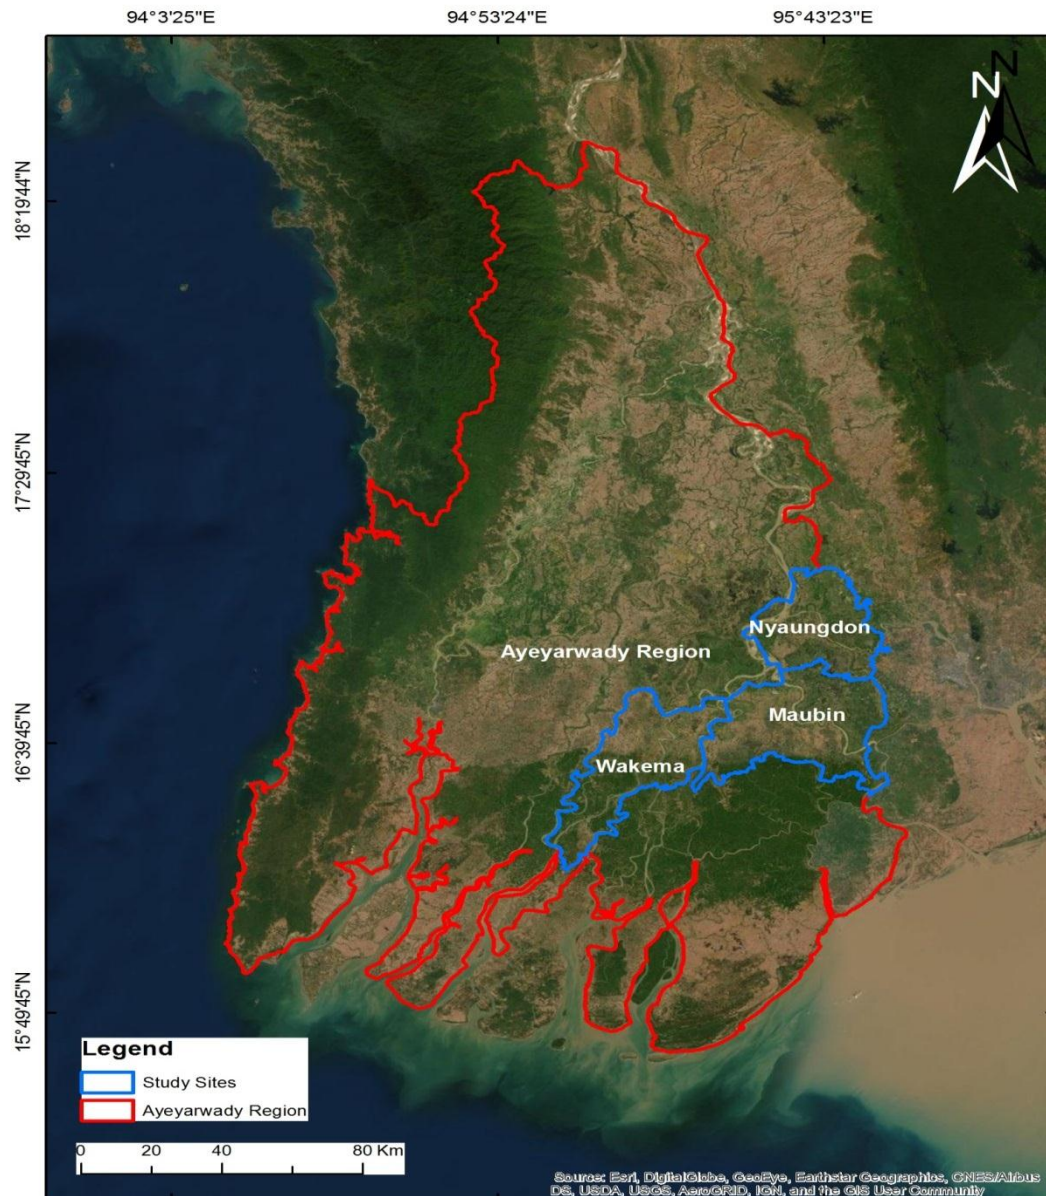 94°3'25"E 94°53'24"E 95°43'23"E
N
N
18°19'44"N
17°29'45"N
Nyaungdon
Ayeyarwady Region
Maubin
16°39'45"N
Wakema
15°49'45"N
Legend
Study Sites
Ayeyarwady Region
0 20 40 80 Km
Source: Esri, DigitalGlobe, GeoEye, Earthstar Geographics, CNES/Airbus
DS, USDA, USGS, AeroGRID, IGN, and the GIS User Community